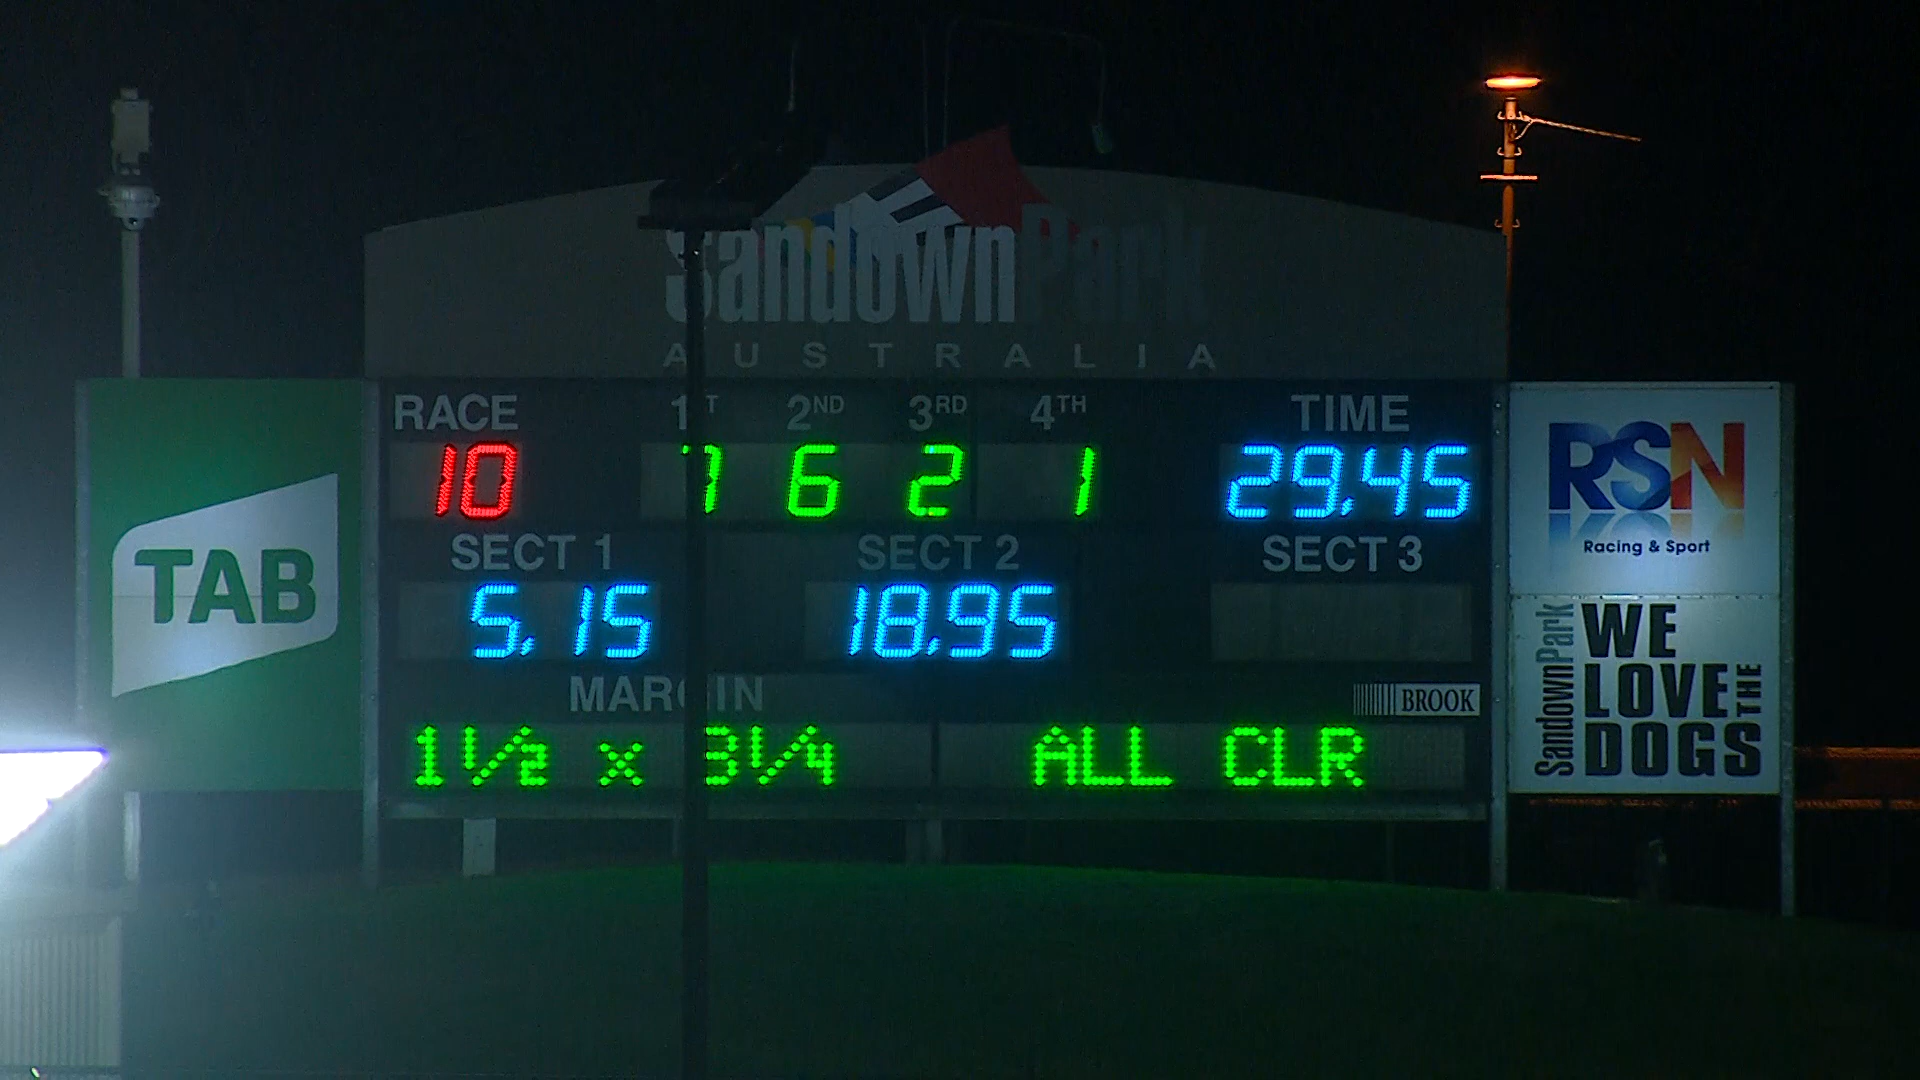 SandownPark
AUSTRALIA
RACE 1ST 2ND 3RD 4TH TIME
10 7 6 2 1 29.45
SECT 1 SECT 2 SECT 3
5.15 18.95
MARGIN
BROOK
1½ x 3¼ ALL CLR
TAB
RSN
Racing & Sport
SandownPark
WE
LOVE THE
DOGS